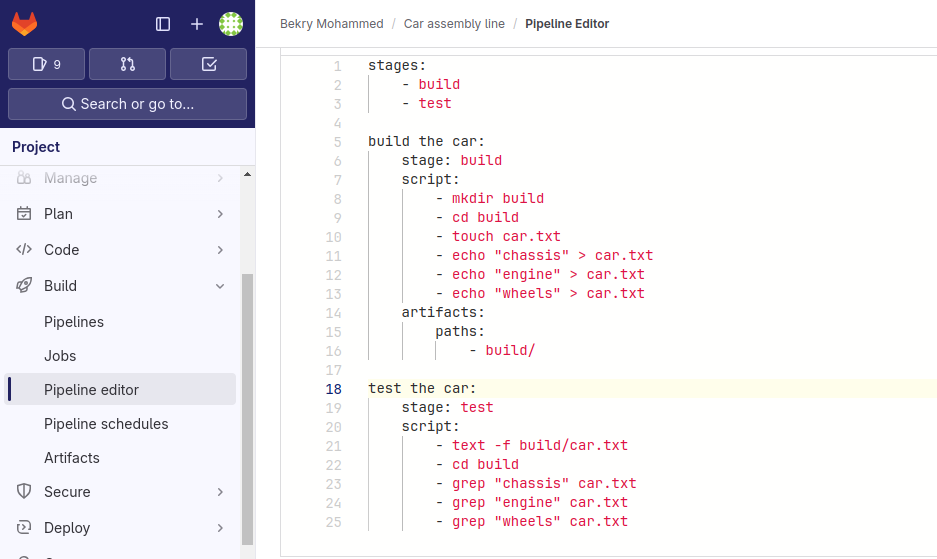 9
Search or go to...
Project
Manage
Plan
Code
Build
Pipelines
Jobs
Pipeline editor
Pipeline schedules
Artifacts
Secure
Deploy
Bekry Mohammed / Car assembly line / Pipeline Editor
1 stages:
2 - build
3 - test
4
5 build the car:
6 stage: build
7 script:
8 - mkdir build
9 - cd build
10 - touch car.txt
11 - echo "chassis" > car.txt
12 - echo "engine" > car.txt
13 - echo "wheels" > car.txt
14 artifacts:
15 paths:
16 - build/
17
18 test the car:
19 stage: test
20 script:
21 - text -f build/car.txt
22 - cd build
23 - grep "chassis" car.txt
24 - grep "engine" car.txt
25 - grep "wheels" car.txt